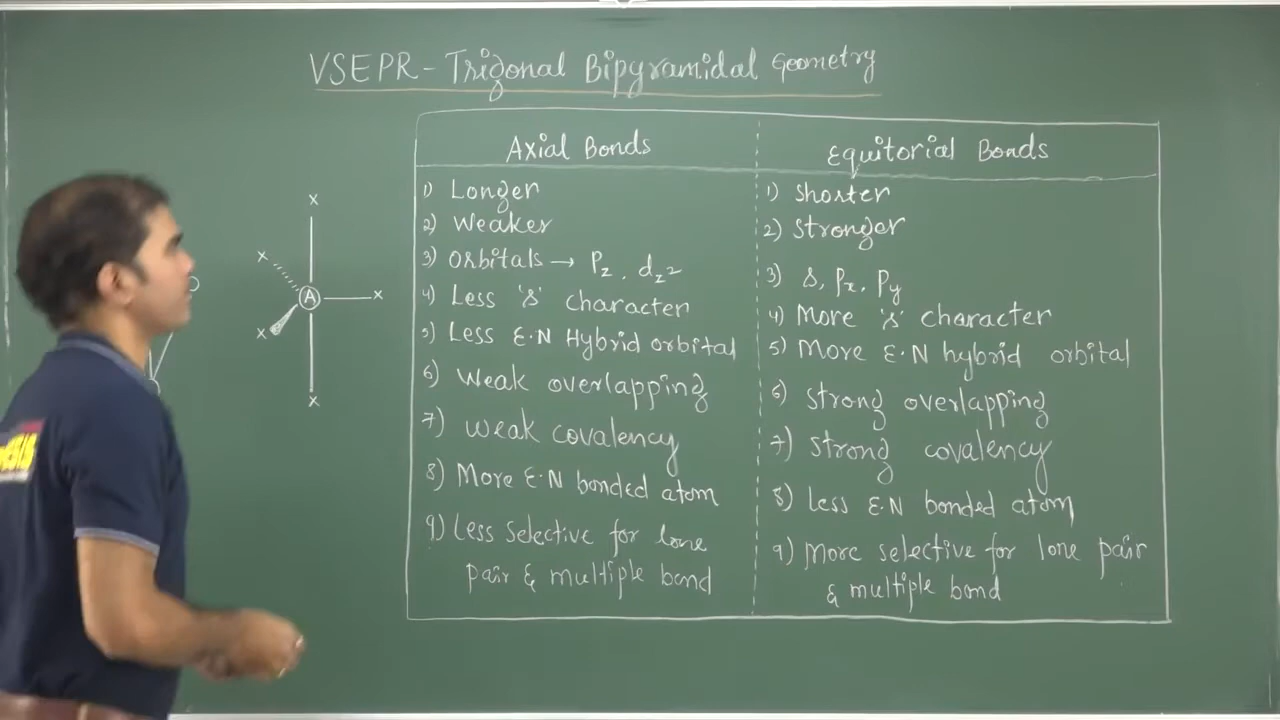 VSEPR - Trigonal Bipyramidal Geometry
Axial Bonds
1) Longer
2) Weaker
3) Orbitals → Pz, dz²
4) Less 's' character
5) Less E.N Hybrid orbital
6) Weak overlapping
7) Weak covalency
8) More E.N bonded atom
9) Less selective for lone
pair & multiple bond
Equitorial Bonds
1) Shorter
2) Stronger
3) s, px, py
4) More 's' character
5) More E.N hybrid orbital
6) Strong overlapping
7) Strong covalency
8) Less E.N bonded atom
9) More selective for lone pair
& multiple bond
x
x
A x
x
x